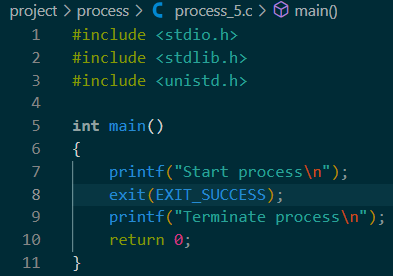 project > process > C process_5.c > main()
1 #include <stdio.h>
2 #include <stdlib.h>
3 #include <unistd.h>
4
5 int main()
6 {
7     printf("Start process\n");
8     exit(EXIT_SUCCESS);
9     printf("Terminate process\n");
10     return 0;
11 }